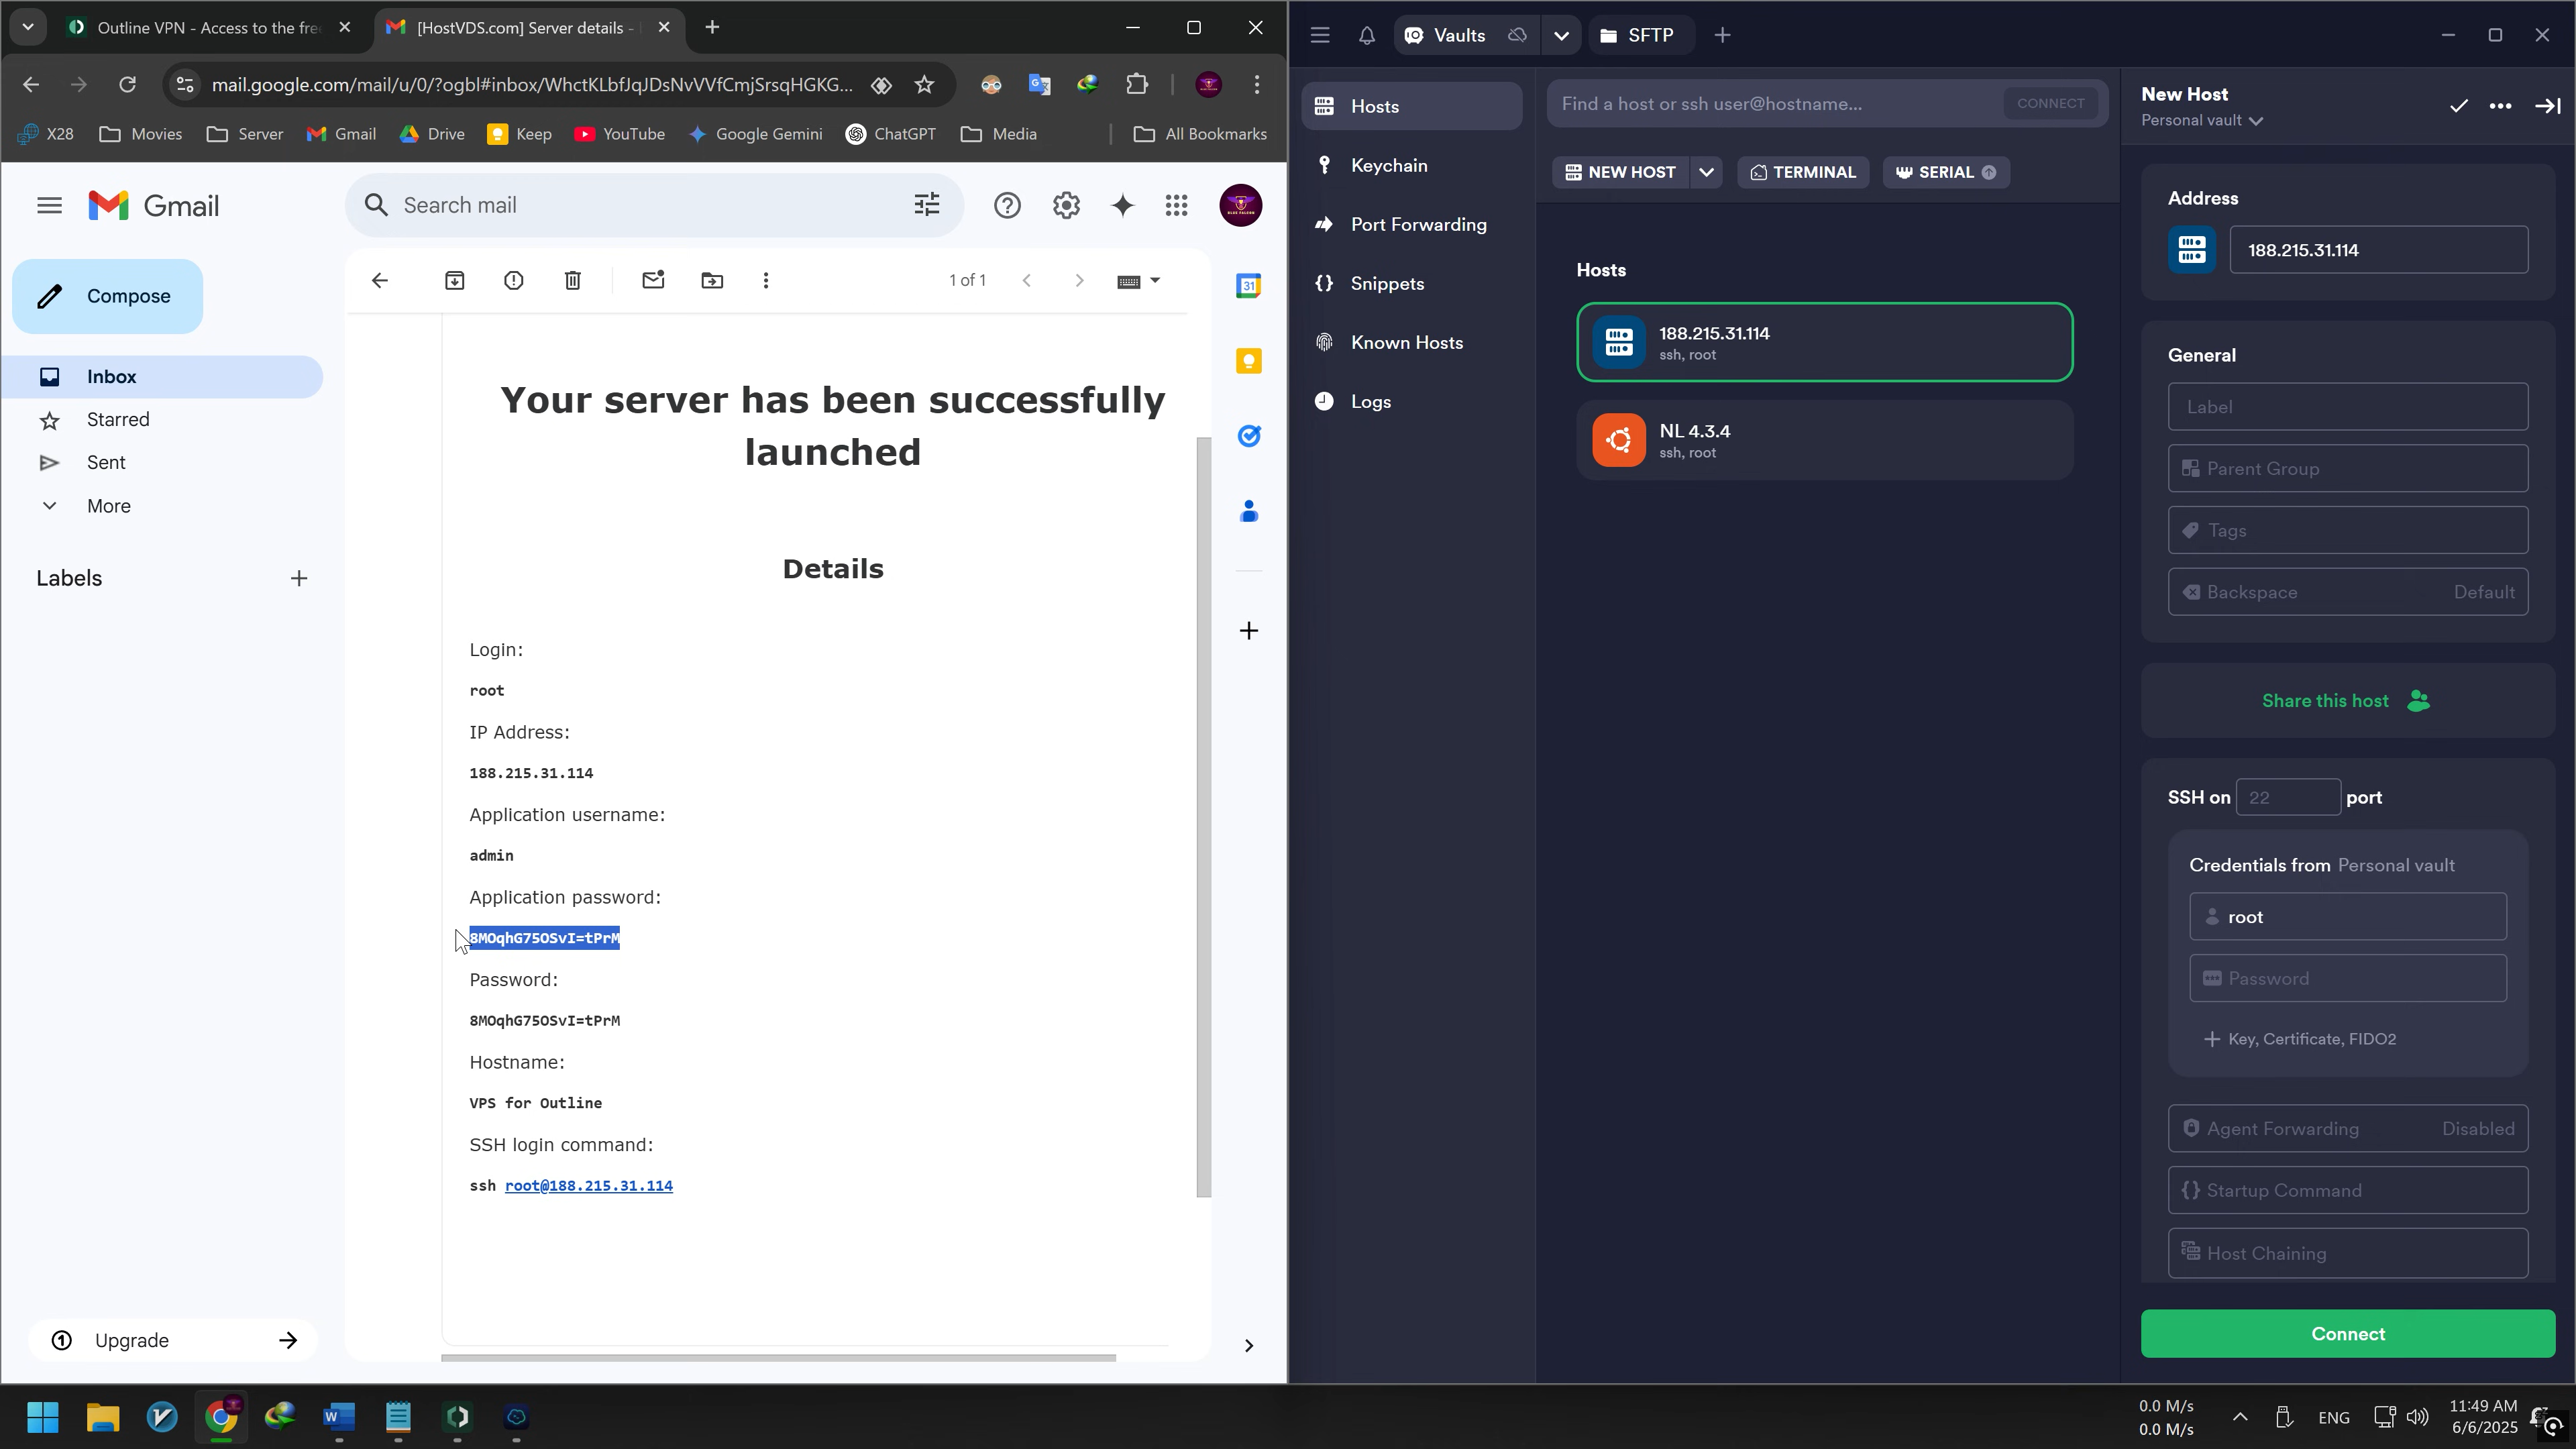 Outline VPN - Access to the fre
[HostVDS.com] Server details -
mail.google.com/mail/u/0/?ogbl#inbox/WhctKLbfJqJDsNvVVfCmjSrsqHGKG...
X28
Movies
Server
Gmail
Drive
Keep
YouTube
Google Gemini
ChatGPT
Media
All Bookmarks
Gmail
Search mail
Compose
1 of 1
Inbox
Starred
Sent
More
Labels
Upgrade
31
Your server has been successfully
launched
Details
Login:
root
IP Address:
188.215.31.114
Application username:
admin
Application password:
8MOqhG75OSvI=tPrM
Password:
8MOqhG75OSvI=tPrM
Hostname:
VPS for Outline
SSH login command:
ssh root@188.215.31.114
Vaults
SFTP
Hosts
Keychain
Port Forwarding
Snippets
Known Hosts
Logs
Find a host or ssh user@hostname...
CONNECT
NEW HOST
TERMINAL
SERIAL
Hosts
188.215.31.114
ssh, root
NL 4.3.4
ssh, root
New Host
Personal vault
Address
188.215.31.114
General
Label
Parent Group
Tags
Backspace Default
Share this host
SSH on 22 port
Credentials from Personal vault
root
Password
Key, Certificate, FIDO2
Agent Forwarding Disabled
Startup Command
Host Chaining
Connect
0.0 M/s
0.0 M/s
ENG
11:49 AM
6/6/2025